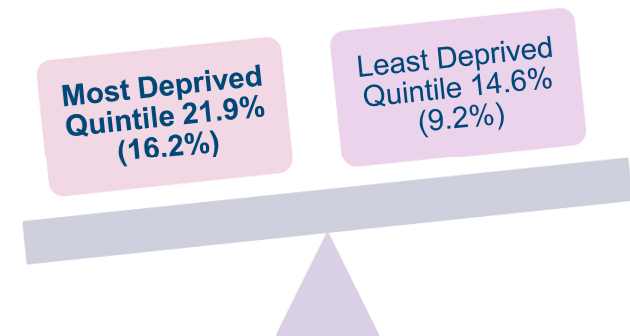 Most Deprived
Quintile 21.9%
(16.2%)
Least Deprived
Quintile 14.6%
(9.2%)